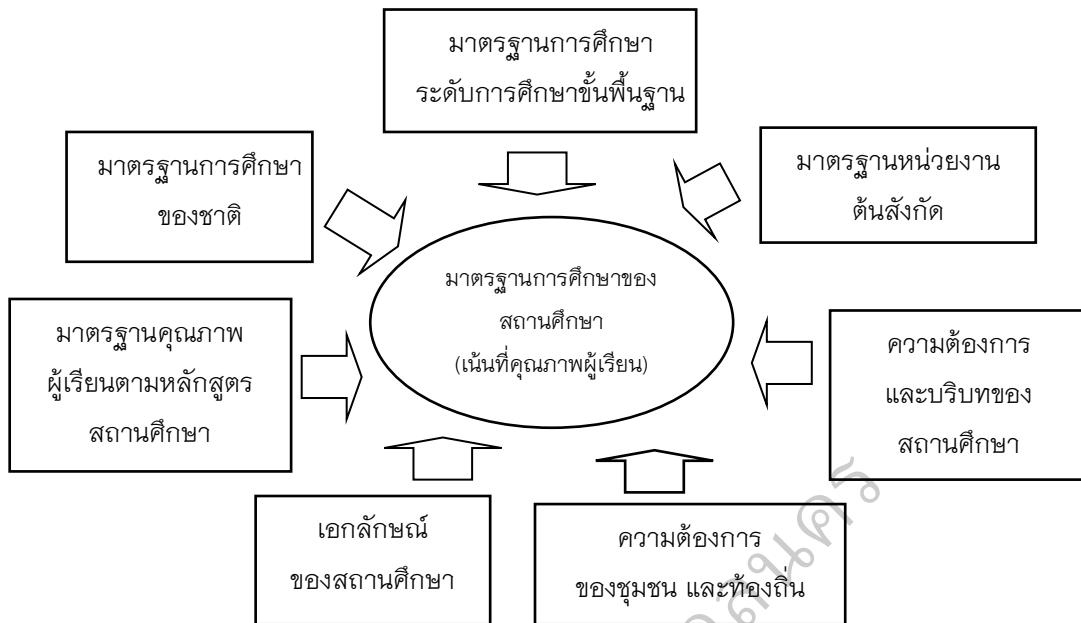 มาตรฐานการศึกษา
ระดับการศึกษาขั้นพื้นฐาน
มาตรฐานการศึกษา
ของชาติ
มาตรฐานหน่วยงาน
ต้นสังกัด
มาตรฐานการศึกษาของ
สถานศึกษา
(เน้นที่คุณภาพผู้เรียน)
มาตรฐานคุณภาพ
ผู้เรียนตามหลักสูตร
สถานศึกษา
ความต้องการ
และบริบทของ
สถานศึกษา
เอกลักษณ์
ของสถานศึกษา
ความต้องการ
ของชุมชน และท้องถิ่น